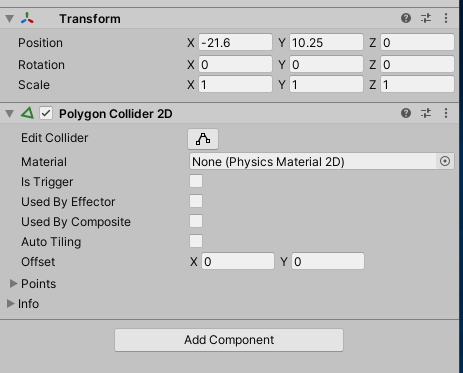 Transform
Position X -21.6 Y 10.25 Z 0
Rotation X 0 Y 0 Z 0
Scale X 1 Y 1 Z 1
Polygon Collider 2D
Edit Collider
Material None (Physics Material 2D)
Is Trigger
Used By Effector
Used By Composite
Auto Tiling
Offset X 0 Y 0
Points
Info
Add Component